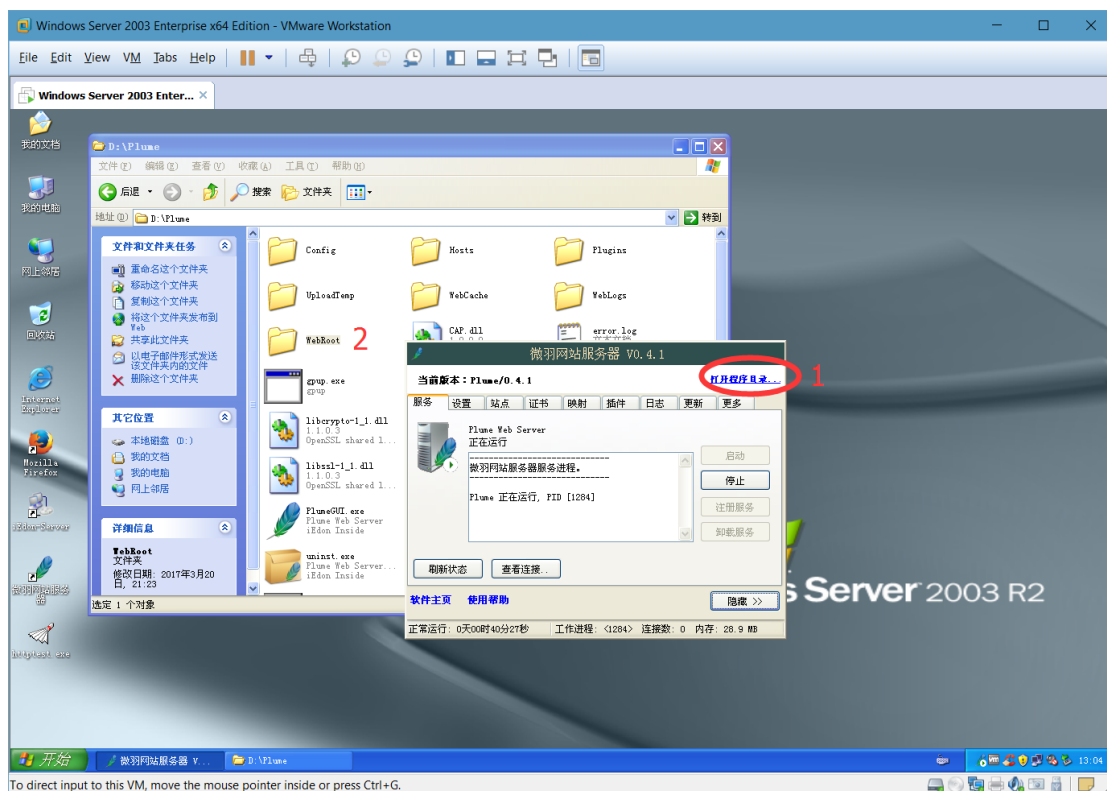 Windows Server 2003 Enterprise x64 Edition - VMware Workstation
File Edit View VM Tabs Help
Windows Server 2003 Enter... ×
我的文档
我的电脑
网上邻居
回收站
Internet Explorer
Mozilla Firefox
iEdon-Server
微羽网站服务器
httptest.exe
D:\Plume
文件(F) 编辑(E) 查看(V) 收藏(A) 工具(T) 帮助(H)
后退 搜索 文件夹
地址(D) D:\Plume 转到
文件和文件夹任务
重命名这个文件夹
移动这个文件夹
复制这个文件夹
将这个文件夹发布到
Web
共享此文件夹
以电子邮件形式发送
该文件夹内的文件
删除这个文件夹
其它位置
本地磁盘 (D:)
我的文档
我的电脑
网上邻居
详细信息
WebRoot
文件夹
修改日期: 2017年3月20
日, 21:23
Config Hosts Plugins
UploadTemp WebCache WebLogs
WebRoot 2 CAP.dll error.log
1.0.0.0 文本文档
gpup.exe
gpup
libcrypto-1_1.dll
1.1.0.3
OpenSSL shared l...
libssl-1_1.dll
1.1.0.3
OpenSSL shared l...
PlumeGUI.exe
Plume Web Server
iEdon Inside
uninst.exe
Plume Web Server...
iEdon Inside
选定 1 个对象
微羽网站服务器 V0.4.1
当前版本：Plume/0.4.1 打开程序目录... 1
服务 设置 站点 证书 映射 插件 日志 更新 更多
Plume Web Server
正在运行
微羽网站服务器服务进程。
Plume 正在运行, PID [1284]
启动
停止
注册服务
卸载服务
刷新状态 查看连接..
软件主页 使用帮助 隐藏 >>
正常运行: 0天00时40分27秒 工作进程: <1284> 连接数: 0 内存: 28.9 MB
s Server 2003 R2
开始 微羽网站服务器 V... D:\Plume 13:04
To direct input to this VM, move the mouse pointer inside or press Ctrl+G.